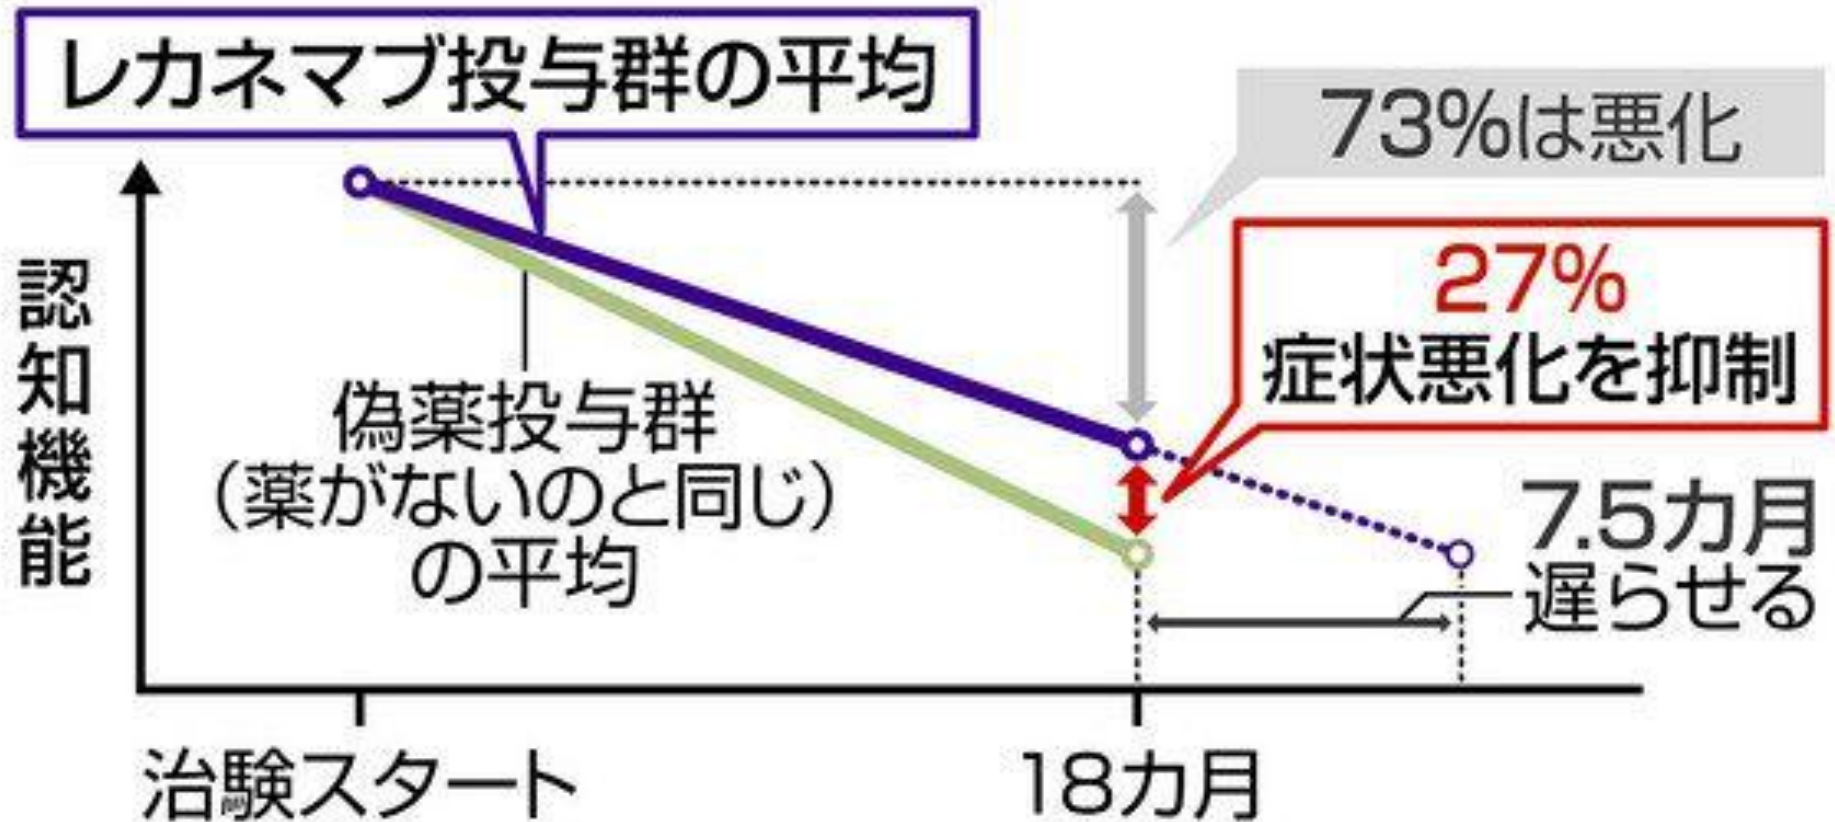 レカネマブ投与群の平均
73%は悪化
27%
症状悪化を抑制
認知機能
偽薬投与群
（薬がないのと同じ）
の平均
7.5カ月
遅らせる
治験スタート
18カ月